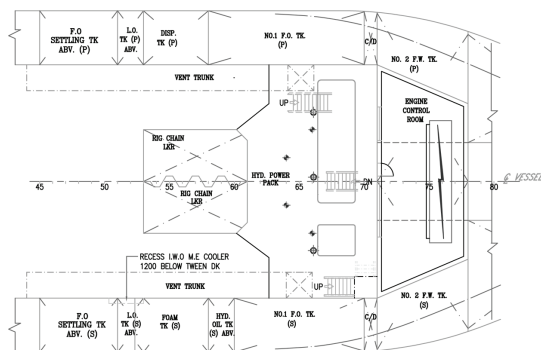 F.O
SETTLING TK
ABV. (P)
L.O.
TK (P)
ABV.
DISP.
TK (P)
NO.1 F.O. TK.
(P)
C/D
NO. 2 F.W. TK.
(P)
VENT TRUNK
UP
ENGINE
CONTROL
ROOM
RIG CHAIN
LKR
HYD. POWER
PACK
DN
℄ VESSEL
45
50
55
60
65
70
75
80
RIG CHAIN
LKR
RECESS I.W.O M.E COOLER
1200 BELOW TWEEN DK
VENT TRUNK
UP
F.O
SETTLING TK
ABV. (S)
L.O.
TK (S)
ABV.
FOAM
TK (S)
HYD.
OIL TK
(S) ABV.
NO.1 F.O. TK.
(S)
C/D
NO. 2 F.W. TK.
(S)